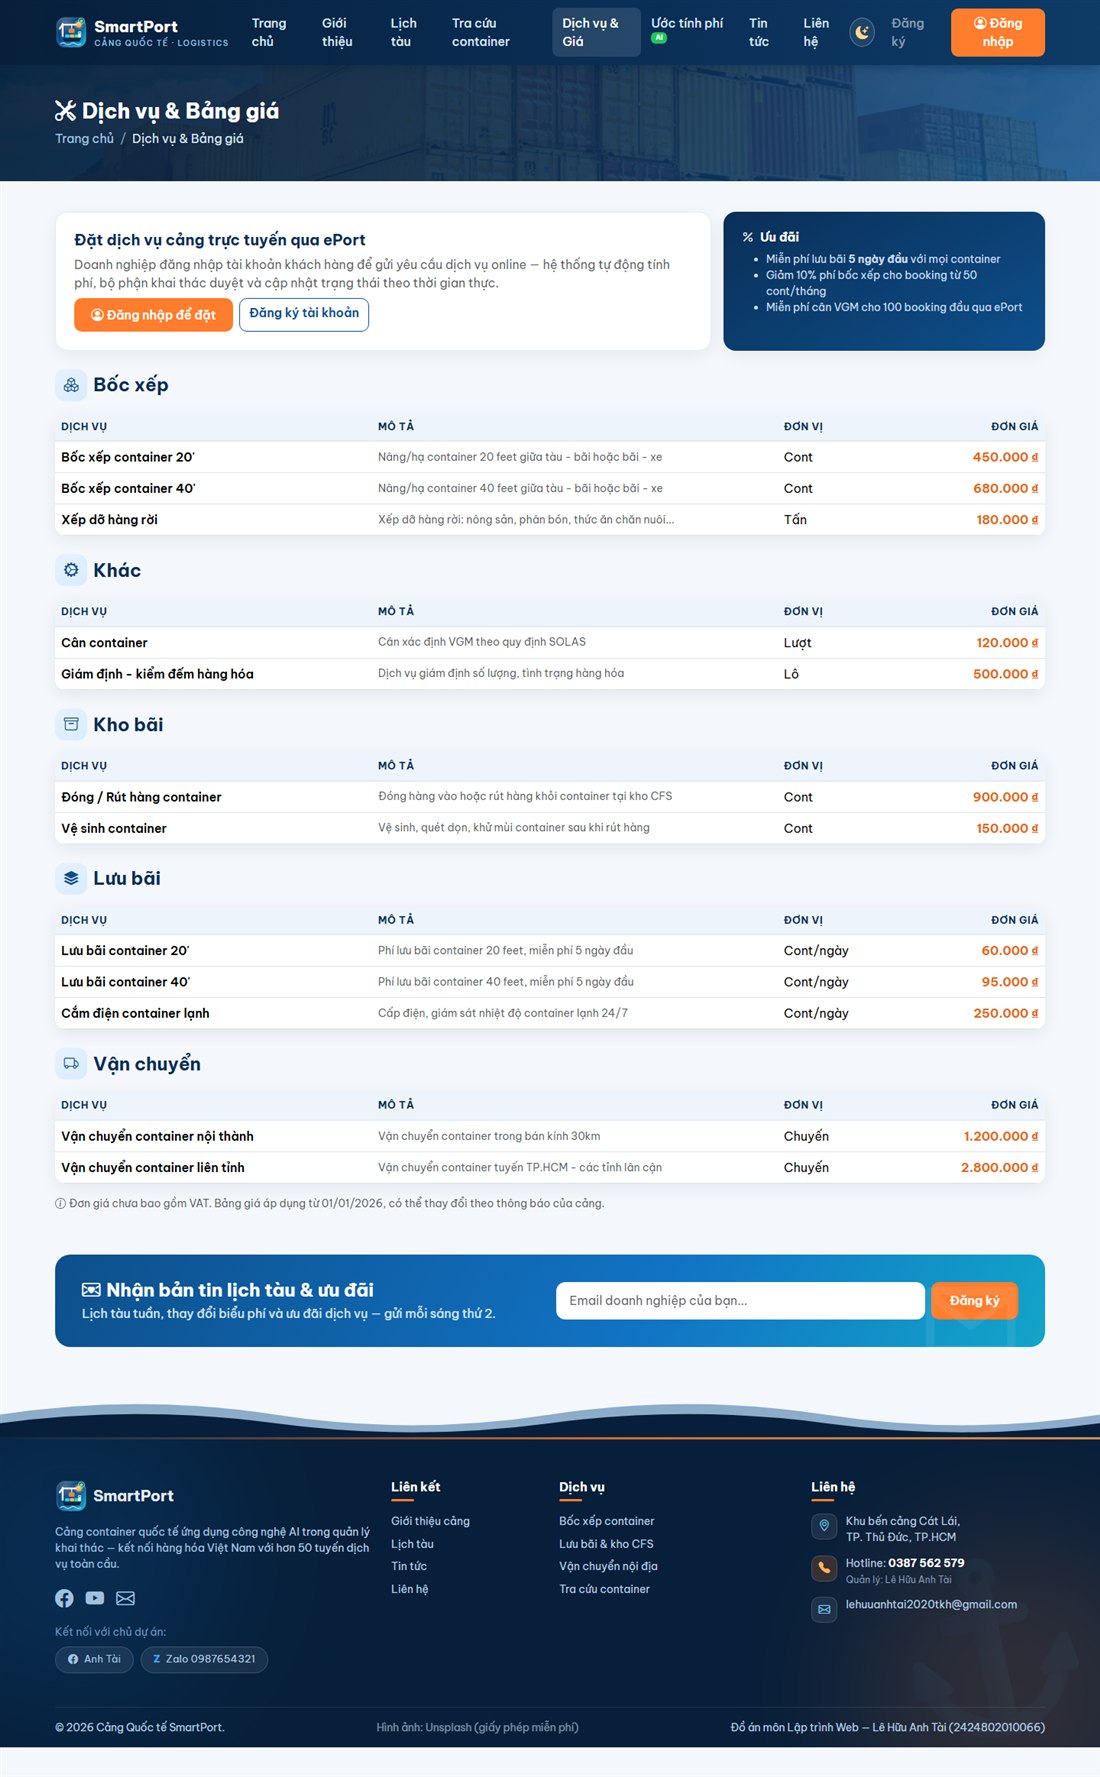 SmartPort
CẢNG QUỐC TẾ · LOGISTICS
Trang chủ
Giới thiệu
Lịch tàu
Tra cứu container
Dịch vụ & Giá
Ước tính phí AI
Tin tức
Liên hệ
Đăng ký
Đăng nhập
Dịch vụ & Bảng giá
Trang chủ / Dịch vụ & Bảng giá
Đặt dịch vụ cảng trực tuyến qua ePort
Doanh nghiệp đăng nhập tài khoản khách hàng để gửi yêu cầu dịch vụ online — hệ thống tự động tính
phí, bộ phận khai thác duyệt và cập nhật trạng thái theo thời gian thực.
Đăng nhập để đặt
Đăng ký tài khoản
% Ưu đãi
• Miễn phí lưu bãi 5 ngày đầu với mọi container
• Giảm 10% phí bốc xếp cho booking từ 50
cont/tháng
• Miễn phí cân VGM cho 100 booking đầu qua ePort
Bốc xếp
DỊCH VỤ MÔ TẢ ĐƠN VỊ ĐƠN GIÁ
Bốc xếp container 20' Nâng/hạ container 20 feet giữa tàu - bãi hoặc bãi - xe Cont 450.000 ₫
Bốc xếp container 40' Nâng/hạ container 40 feet giữa tàu - bãi hoặc bãi - xe Cont 680.000 ₫
Xếp dỡ hàng rời Xếp dỡ hàng rời: nông sản, phân bón, thức ăn chăn nuôi... Tấn 180.000 ₫
Khác
DỊCH VỤ MÔ TẢ ĐƠN VỊ ĐƠN GIÁ
Cân container Cân xác định VGM theo quy định SOLAS Lượt 120.000 ₫
Giám định - kiểm đếm hàng hóa Dịch vụ giám định số lượng, tình trạng hàng hóa Lô 500.000 ₫
Kho bãi
DỊCH VỤ MÔ TẢ ĐƠN VỊ ĐƠN GIÁ
Đóng / Rút hàng container Đóng hàng vào hoặc rút hàng khỏi container tại kho CFS Cont 900.000 ₫
Vệ sinh container Vệ sinh, quét dọn, khử mùi container sau khi rút hàng Cont 150.000 ₫
Lưu bãi
DỊCH VỤ MÔ TẢ ĐƠN VỊ ĐƠN GIÁ
Lưu bãi container 20' Phí lưu bãi container 20 feet, miễn phí 5 ngày đầu Cont/ngày 60.000 ₫
Lưu bãi container 40' Phí lưu bãi container 40 feet, miễn phí 5 ngày đầu Cont/ngày 95.000 ₫
Cắm điện container lạnh Cấp điện, giám sát nhiệt độ container lạnh 24/7 Cont/ngày 250.000 ₫
Vận chuyển
DỊCH VỤ MÔ TẢ ĐƠN VỊ ĐƠN GIÁ
Vận chuyển container nội thành Vận chuyển container trong bán kính 30km Chuyến 1.200.000 ₫
Vận chuyển container liên tỉnh Vận chuyển container tuyến TP.HCM - các tỉnh lân cận Chuyến 2.800.000 ₫
Đơn giá chưa bao gồm VAT. Bảng giá áp dụng từ 01/01/2026, có thể thay đổi theo thông báo của cảng.
Nhận bản tin lịch tàu & ưu đãi
Lịch tàu tuần, thay đổi biểu phí và ưu đãi dịch vụ — gửi mỗi sáng thứ 2.
Email doanh nghiệp của bạn...
Đăng ký
SmartPort
Cảng container quốc tế ứng dụng công nghệ AI trong quản lý
khai thác — kết nối hàng hóa Việt Nam với hơn 50 tuyến dịch
vụ toàn cầu.
Kết nối với chủ dự án:
Anh Tài
Z Zalo 0987654321
Liên kết
Giới thiệu cảng
Lịch tàu
Tin tức
Liên hệ
Dịch vụ
Bốc xếp container
Lưu bãi & kho CFS
Vận chuyển nội địa
Tra cứu container
Liên hệ
Khu bến cảng Cát Lái,
TP. Thủ Đức, TP.HCM
Hotline: 0387 562 579
Quản lý: Lê Hữu Anh Tài
lehuuanhtai2020tkh@gmail.com
© 2026 Cảng Quốc tế SmartPort.
Hình ảnh: Unsplash (giấy phép miễn phí)
Đồ án môn Lập trình Web — Lê Hữu Anh Tài (2424802010066)